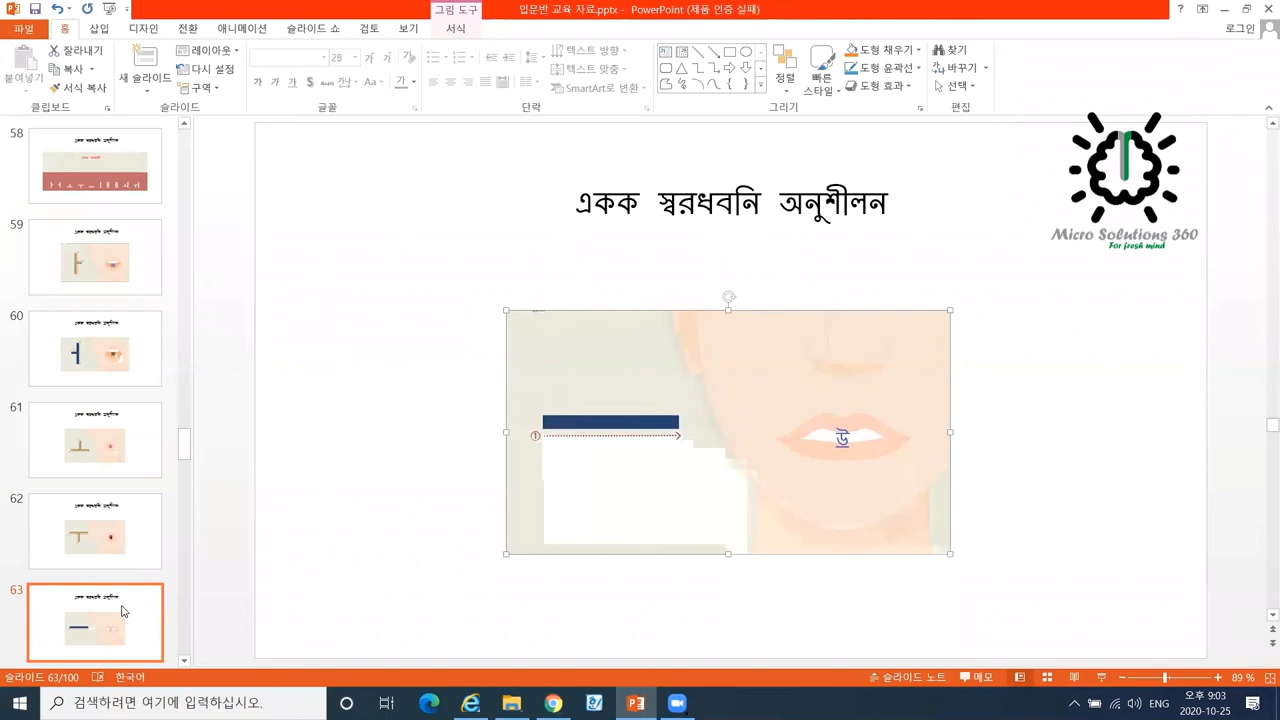 그림 도구
입문반 교육 자료.pptx - PowerPoint (제품 인증 실패)
파일 홈 삽입 디자인 전환 애니메이션 슬라이드 쇼 검토 보기 서식 로그인
붙여넣기
잘라내기
복사
서식 복사
클립보드
새 슬라이드
레이아웃
다시 설정
구역
슬라이드
28
가 가 가 가 가 가 Aa 가
글꼴
텍스트 방향
텍스트 맞춤
SmartArt로 변환
단락
정렬
빠른 스타일
도형 채우기
도형 윤곽선
도형 효과
그리기
찾기
바꾸기
선택
편집
58
59
60
61
62
63
একক স্বরধবনি অনুশীলন
Micro Solutions 360
For fresh mind
①
উ
슬라이드 63/100 한국어 슬라이드 노트 메모 89 %
검색하려면 여기에 입력하십시오.
ENG
오후 9:03
2020-10-25